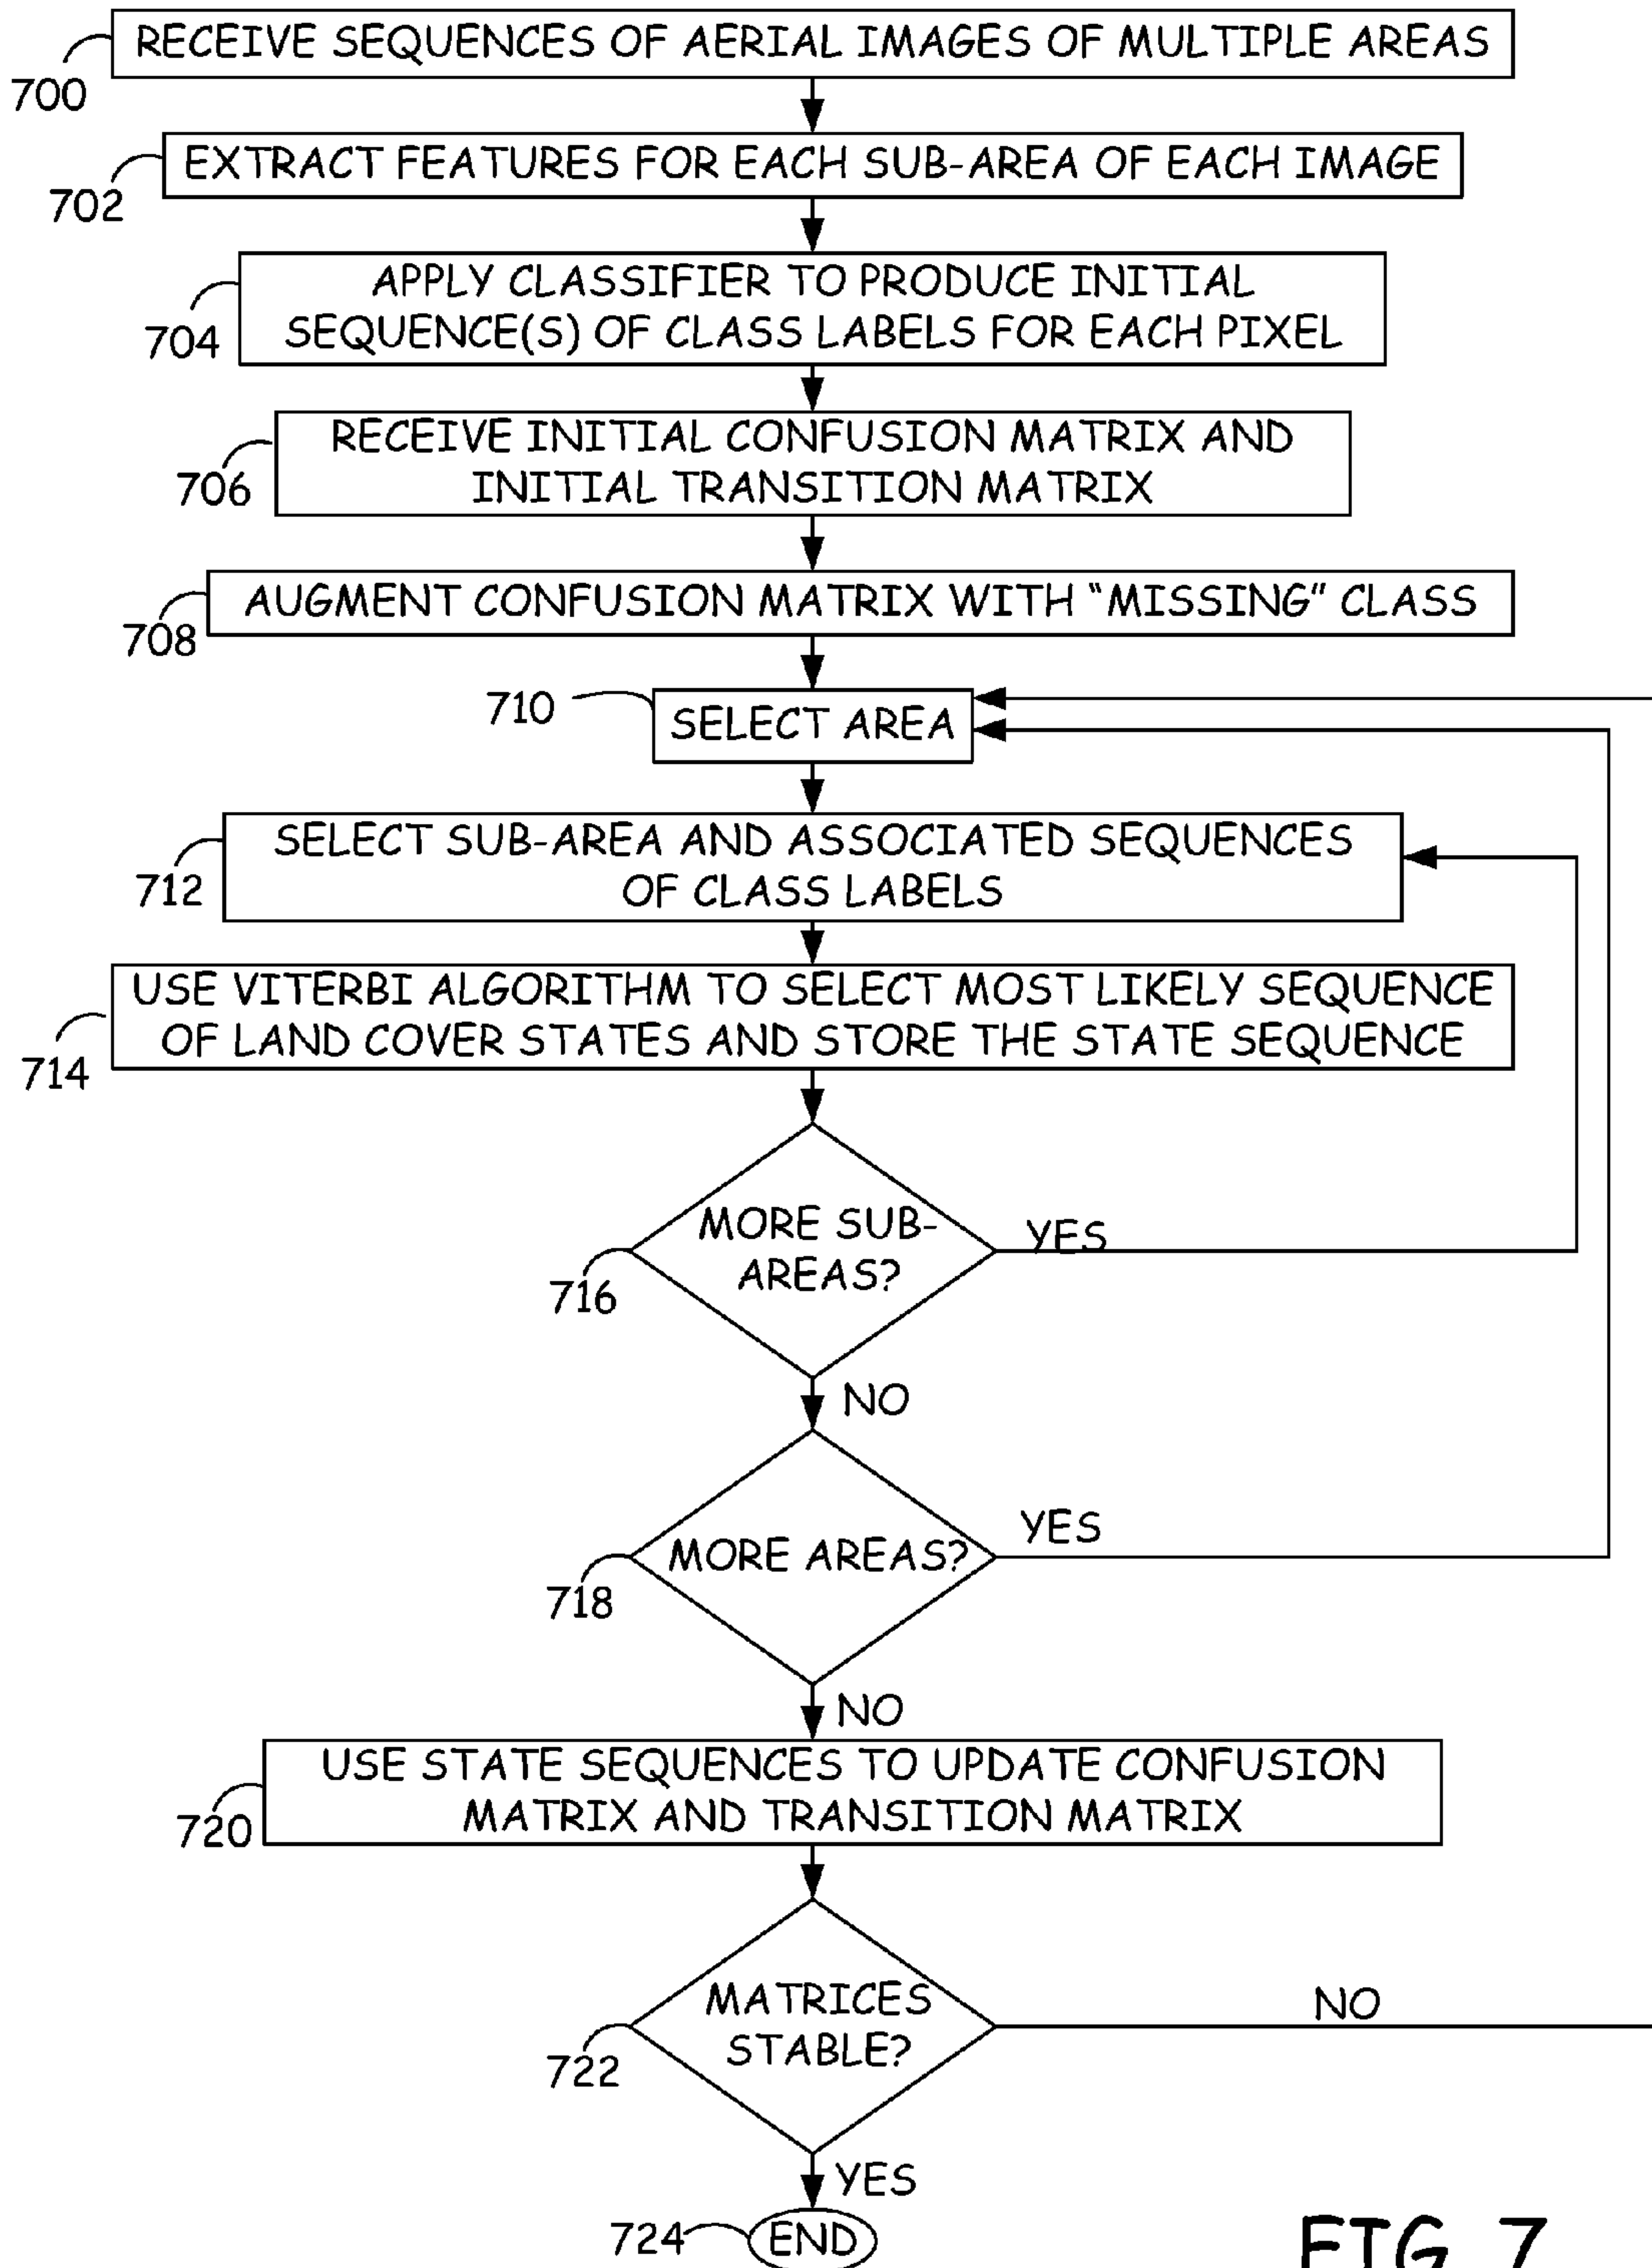 RECEIVE SEQUENCES OF AERIAL IMAGES OF MULTIPLE AREAS
700
EXTRACT FEATURES FOR EACH SUB-AREA OF EACH IMAGE
702
APPLY CLASSIFIER TO PRODUCE INITIAL
SEQUENCE(S) OF CLASS LABELS FOR EACH PIXEL
704
RECEIVE INITIAL CONFUSION MATRIX AND
INITIAL TRANSITION MATRIX
706
AUGMENT CONFUSION MATRIX WITH "MISSING" CLASS
708
710
SELECT AREA
SELECT SUB-AREA AND ASSOCIATED SEQUENCES
OF CLASS LABELS
712
USE VITERBI ALGORITHM TO SELECT MOST LIKELY SEQUENCE
OF LAND COVER STATES AND STORE THE STATE SEQUENCE
714
MORE SUB-
AREAS?
YES
716
NO
MORE AREAS?
YES
718
NO
USE STATE SEQUENCES TO UPDATE CONFUSION
MATRIX AND TRANSITION MATRIX
720
MATRICES
STABLE?
NO
722
YES
724
END
FIG. 7